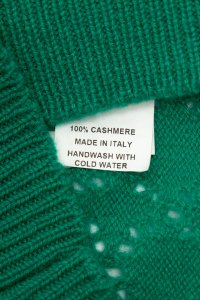 100% CASHMERE
MADE IN ITALY
HANDWASH WITH
COLD WATER